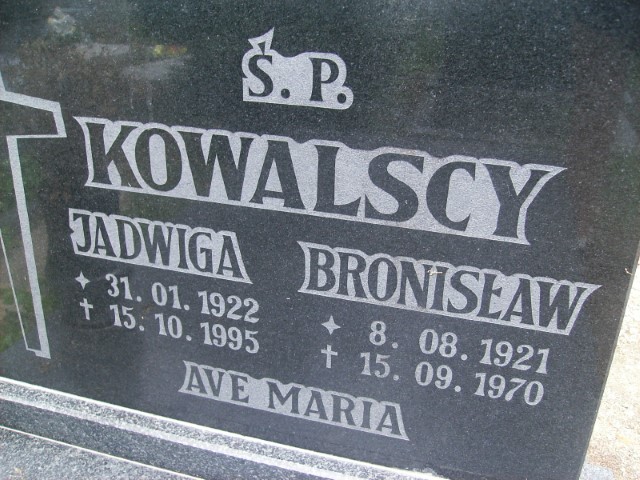 Ś. P.
KOWALSCY
JADWIGA
✦ 31. 01. 1922
† 15. 10. 1995
BRONISŁAW
✦ 8. 08. 1921
† 15. 09. 1970
AVE MARIA